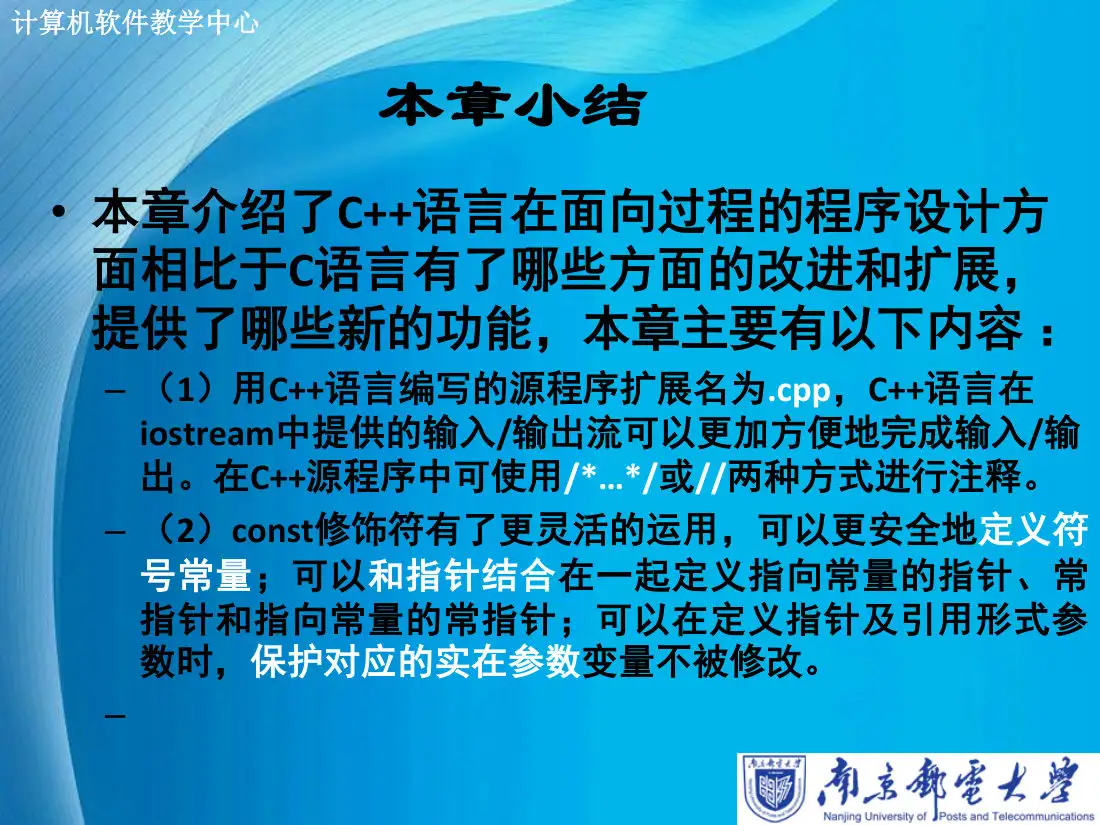 计算机软件教学中心
本章小结
• 本章介绍了C++语言在面向过程的程序设计方
面相比于C语言有了哪些方面的改进和扩展，
提供了哪些新的功能，本章主要有以下内容：
–（1）用C++语言编写的源程序扩展名为.cpp，C++语言在
iostream中提供的输入/输出流可以更加方便地完成输入/输
出。在C++源程序中可使用/*…*/或//两种方式进行注释。
–（2）const修饰符有了更灵活的运用，可以更安全地定义符
号常量；可以和指针结合在一起定义指向常量的指针、常
指针和指向常量的常指针；可以在定义指针及引用形式参
数时，保护对应的实在参数变量不被修改。
–
南京郵電大學
Nanjing University of Posts and Telecommunications